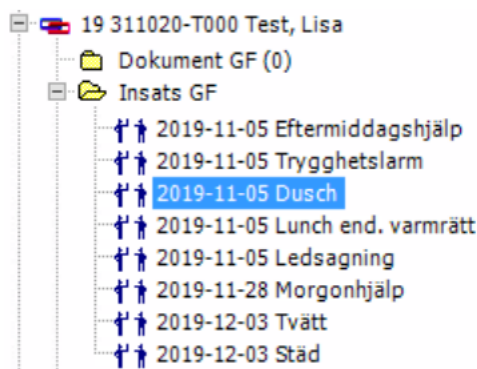 19 311020-T000 Test, Lisa
Dokument GF (0)
Insats GF
2019-11-05 Eftermiddagshjälp
2019-11-05 Trygghetslarm
2019-11-05 Dusch
2019-11-05 Lunch end. varmrätt
2019-11-05 Ledsagning
2019-11-28 Morgonhjälp
2019-12-03 Tvätt
2019-12-03 Städ